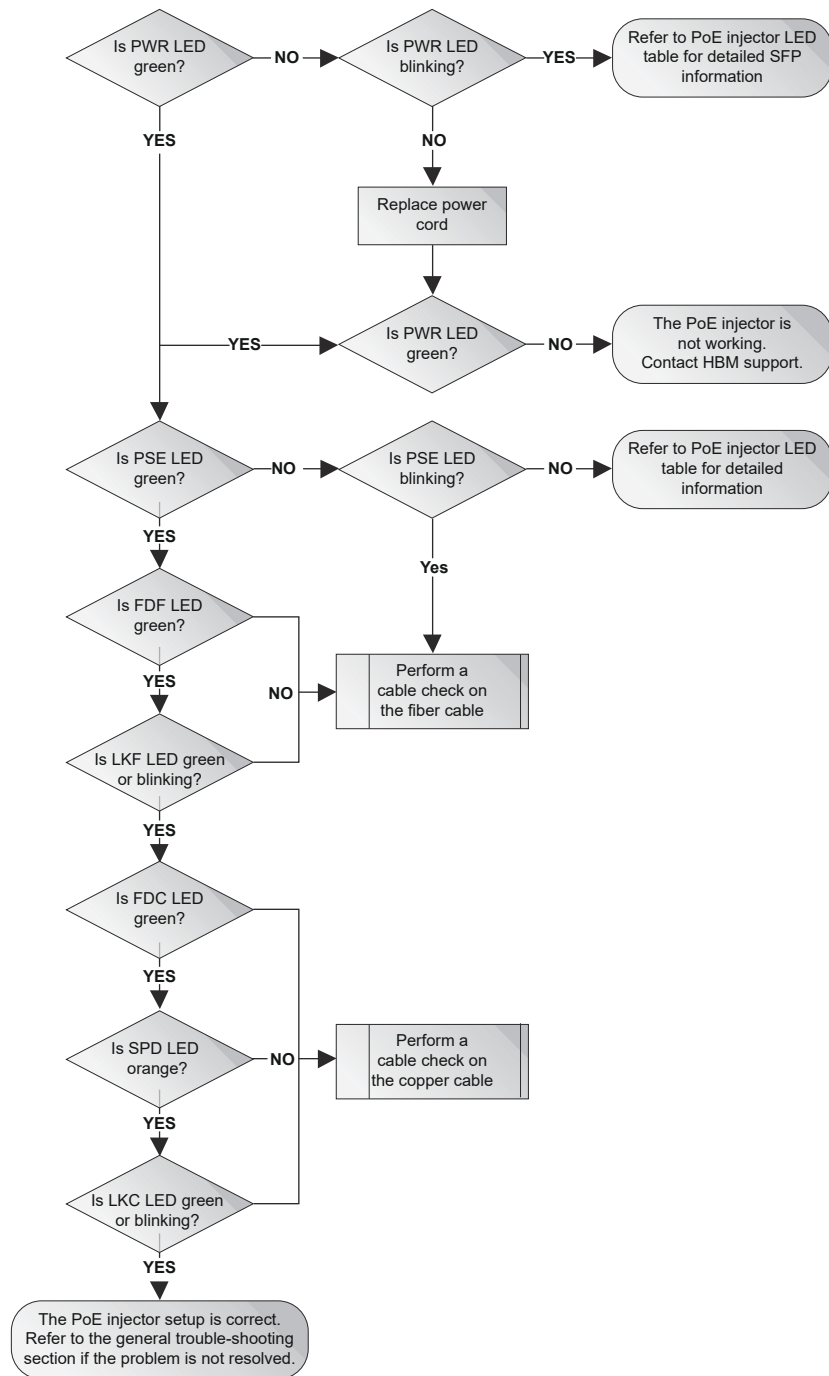 Is PWR LED
green?
NO
Is PWR LED
blinking?
YES
Refer to PoE injector LED
table for detailed SFP
information
YES
NO
Replace power
cord
YES
Is PWR LED
green?
NO
The PoE injector is
not working.
Contact HBM support.
Is PSE LED
green?
NO
Is PSE LED
blinking?
NO
Refer to PoE injector LED
table for detailed
information
YES
Yes
Is FDF LED
green?
YES
NO
Perform a
cable check on
the fiber cable
Is LKF LED green
or blinking?
YES
Is FDC LED
green?
YES
Is SPD LED
orange?
NO
Perform a
cable check on
the copper cable
YES
Is LKC LED green
or blinking?
YES
The PoE injector setup is correct.
Refer to the general trouble-shooting
section if the problem is not resolved.